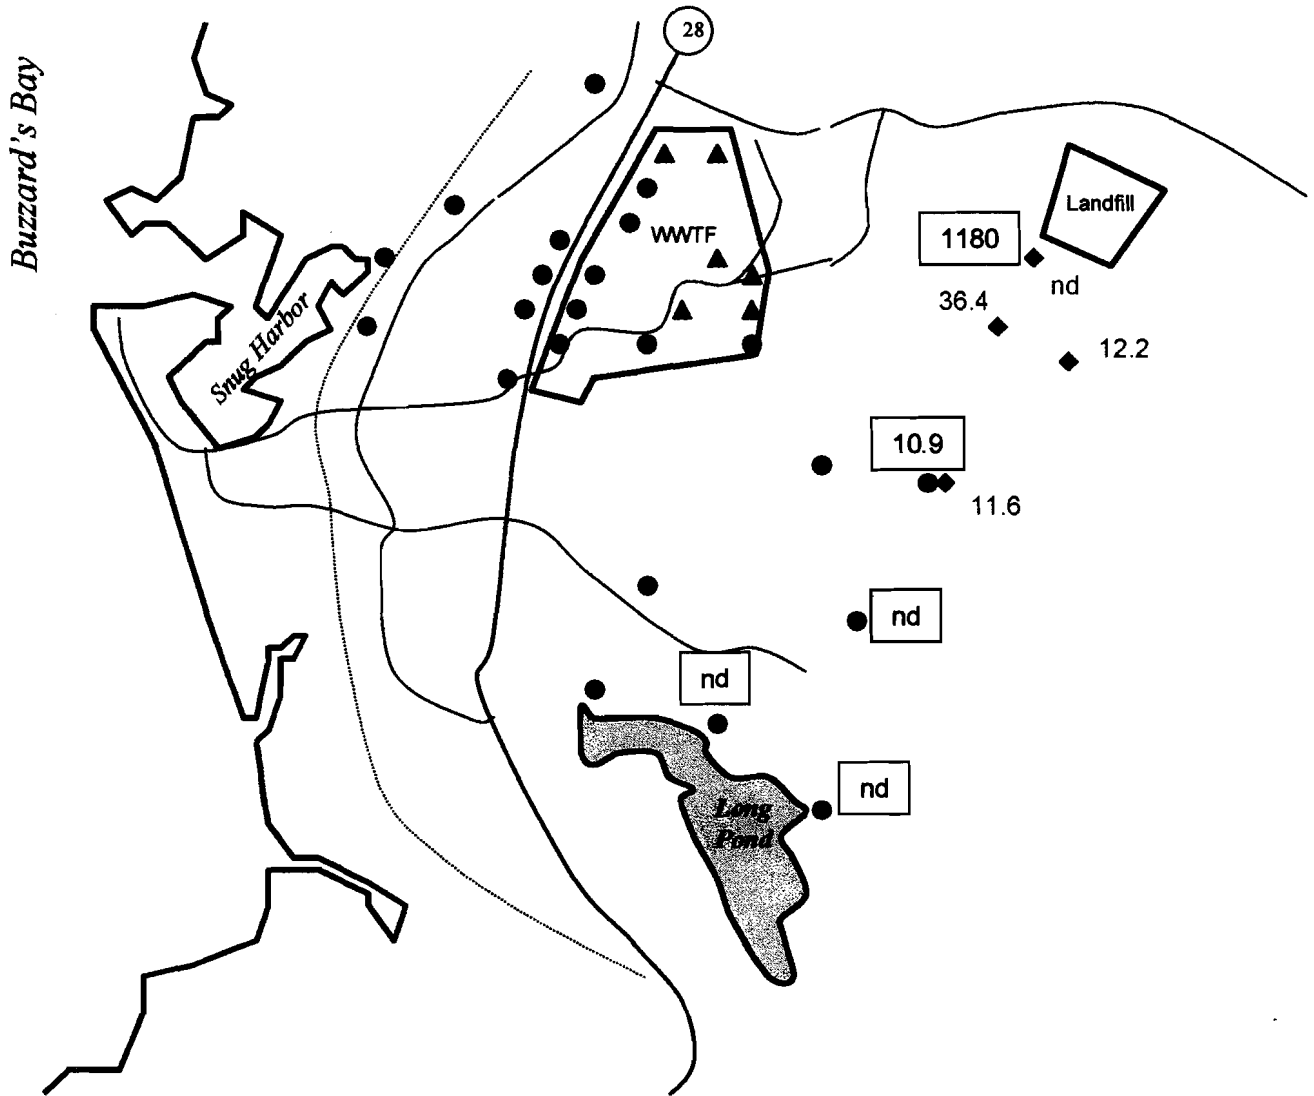 28
Buzzard's Bay
Landfill
1180
WWTF
nd
36.4
Snug Harbor
12.2
10.9
11.6
nd
nd
nd
Long
Pond